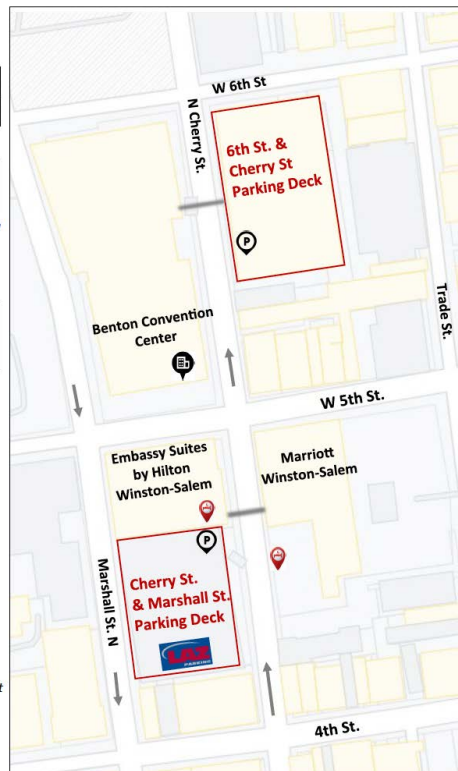 W 6th St
N Cherry St.
6th St. &
Cherry St
Parking Deck
P
Trade St.
Benton Convention
Center
W 5th St.
Embassy Suites
by Hilton
Winston-Salem
Marriott
Winston-Salem
P
Marshall St. N
Cherry St.
& Marshall St.
Parking Deck
LAZ
PARKING
4th St.